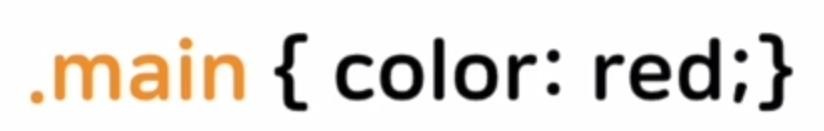 .main { color: red;}